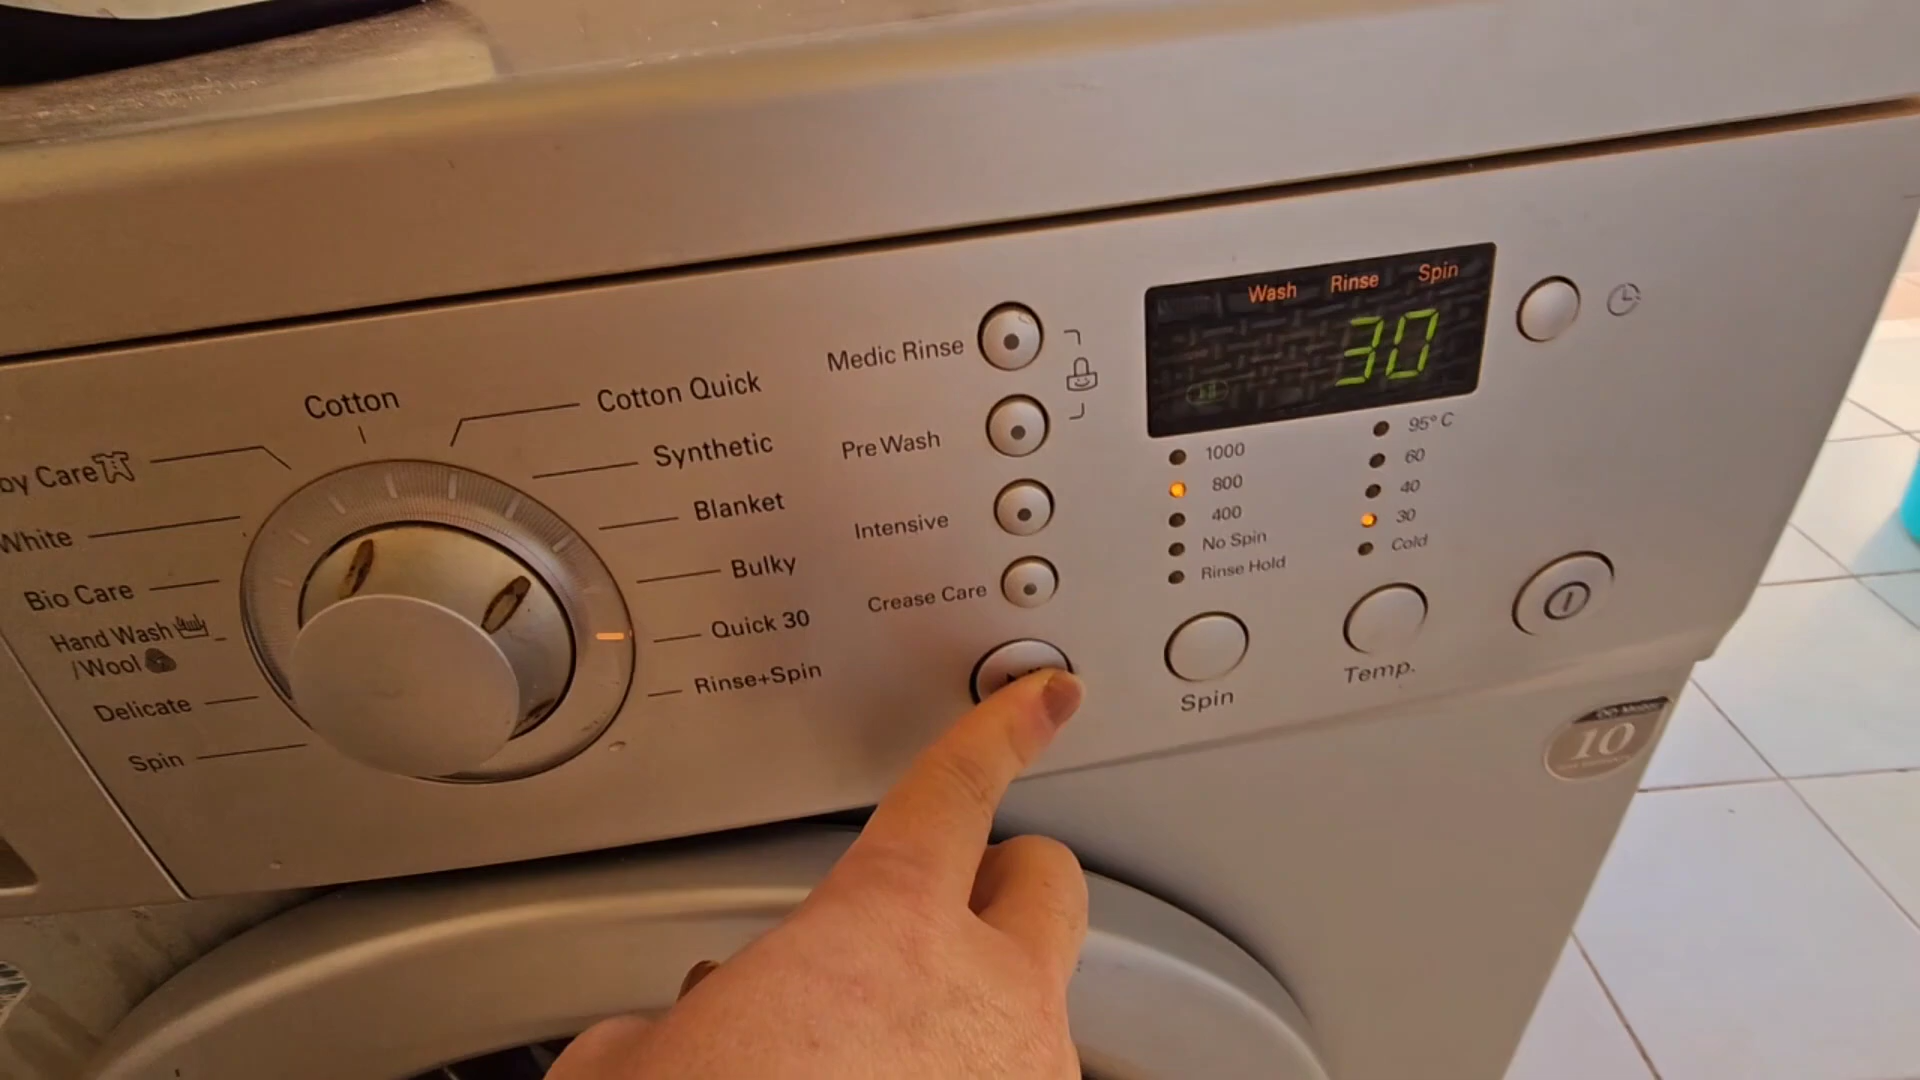 Cotton
Cotton Quick
Synthetic
Blanket
Bulky
Quick 30
Rinse+Spin
oy Care
White
Bio Care
Hand Wash
/Wool
Delicate
Spin
Medic Rinse
Pre Wash
Intensive
Crease Care
Wash Rinse Spin
30
1000
800
400
No Spin
Rinse Hold
Spin
95°C
60
40
30
Cold
Temp.
10